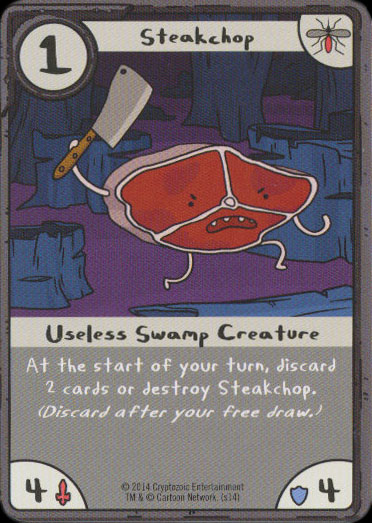 1
Steakchop
Useless Swamp Creature
At the start of your turn, discard
2 cards or destroy Steakchop.
(Discard after your free draw.)
4
© 2014 Cryptozoic Entertainment
TM & © Cartoon Network. (s14)
4